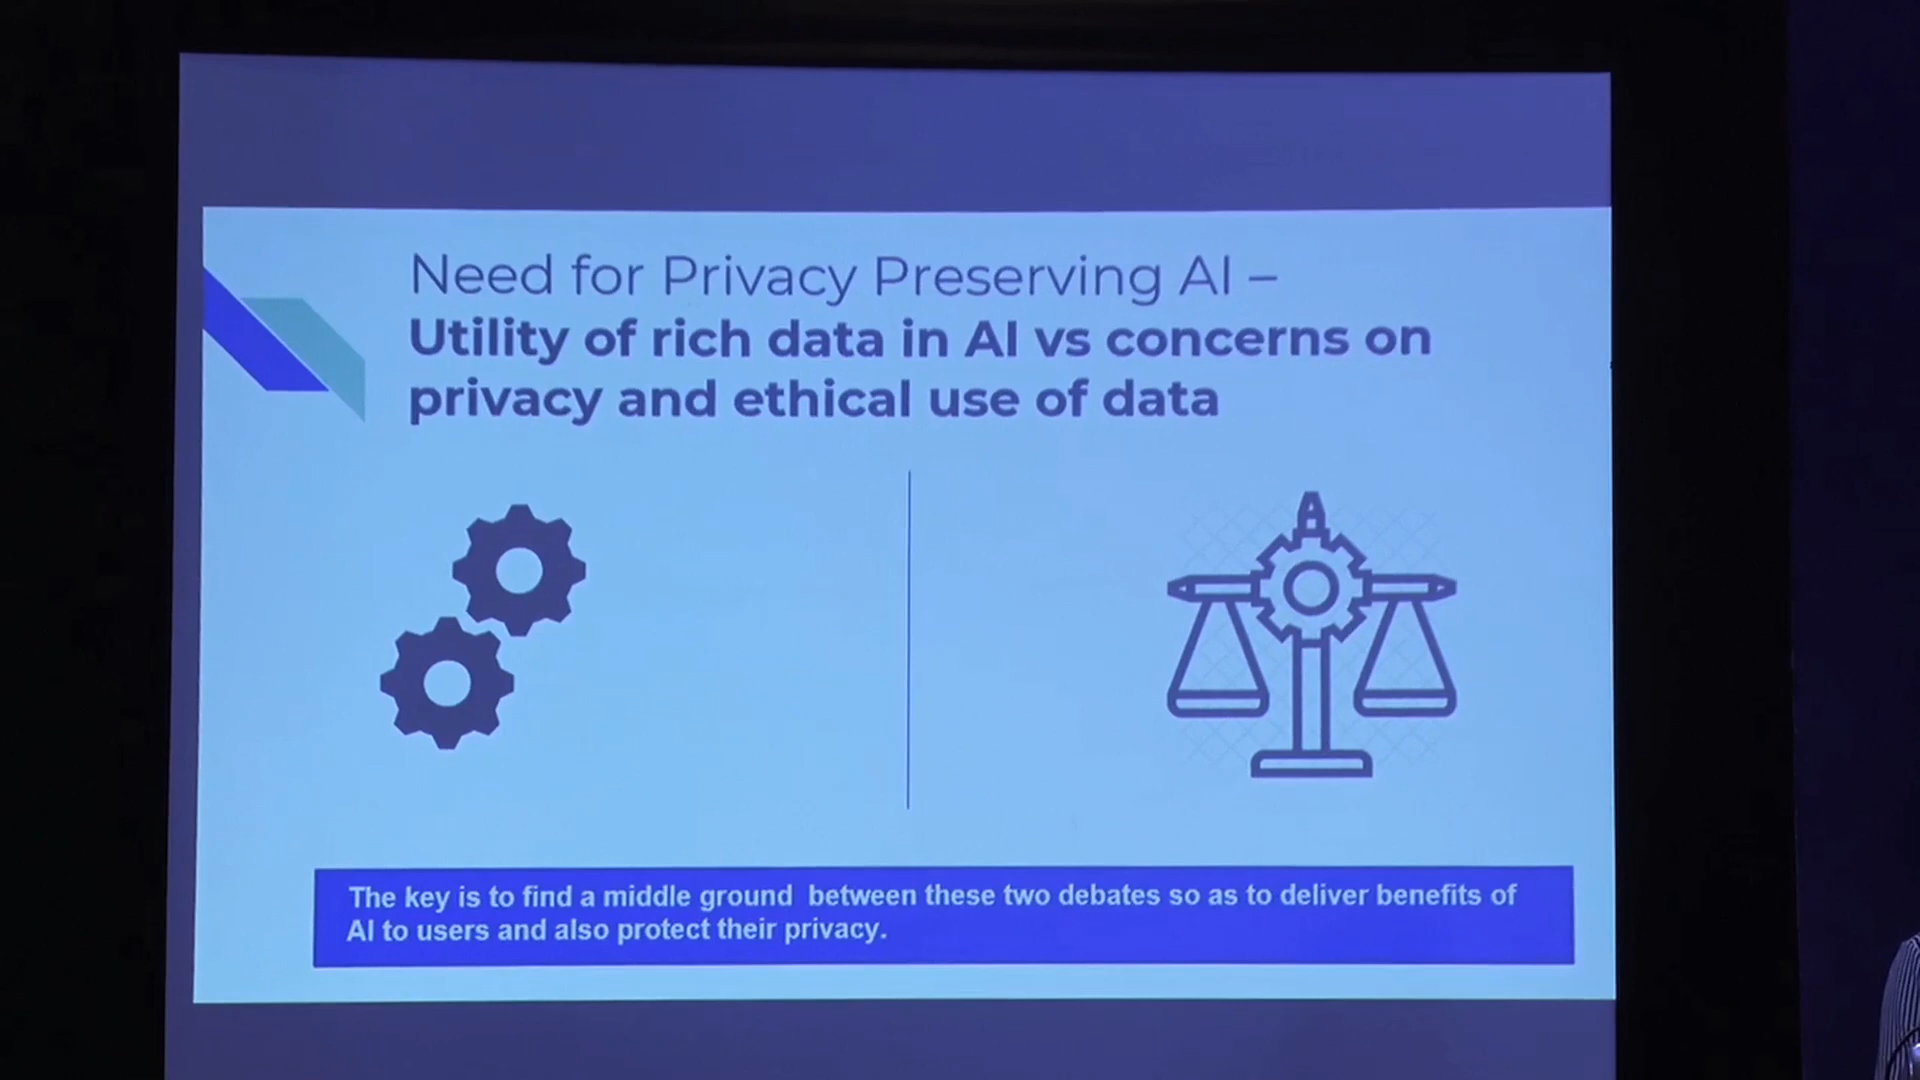 Need for Privacy Preserving AI –
Utility of rich data in AI vs concerns on
privacy and ethical use of data
The key is to find a middle ground between these two debates so as to deliver benefits of
AI to users and also protect their privacy.